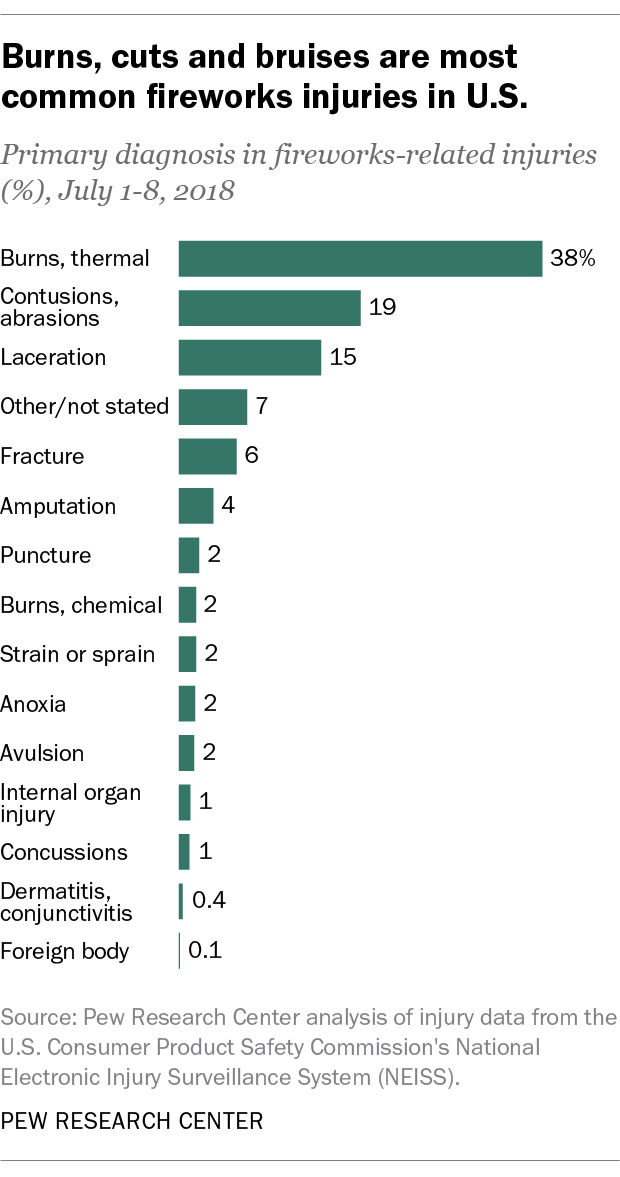 Burns, cuts and bruises are most
common fireworks injuries in U.S.
Primary diagnosis in fireworks-related injuries
(%), July 1-8, 2018
Burns, thermal 38%
Contusions,
abrasions 19
Laceration 15
Other/not stated 7
Fracture 6
Amputation 4
Puncture 2
Burns, chemical 2
Strain or sprain 2
Anoxia 2
Avulsion 2
Internal organ
injury 1
Concussions 1
Dermatitis,
conjunctivitis 0.4
Foreign body 0.1
Source: Pew Research Center analysis of injury data from the
U.S. Consumer Product Safety Commission's National
Electronic Injury Surveillance System (NEISS).
PEW RESEARCH CENTER